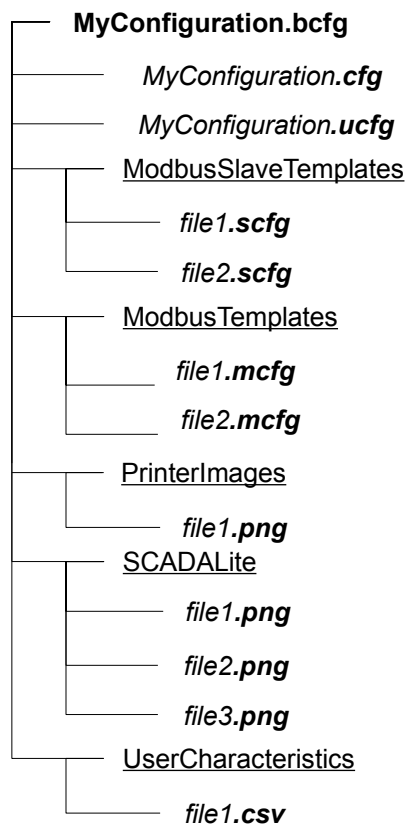 MyConfiguration.bcfg
MyConfiguration.cfg
MyConfiguration.ucfg
ModbusSlaveTemplates
file1.scfg
file2.scfg
ModbusTemplates
file1.mcfg
file2.mcfg
PrinterImages
file1.png
SCADALite
file1.png
file2.png
file3.png
UserCharacteristics
file1.csv